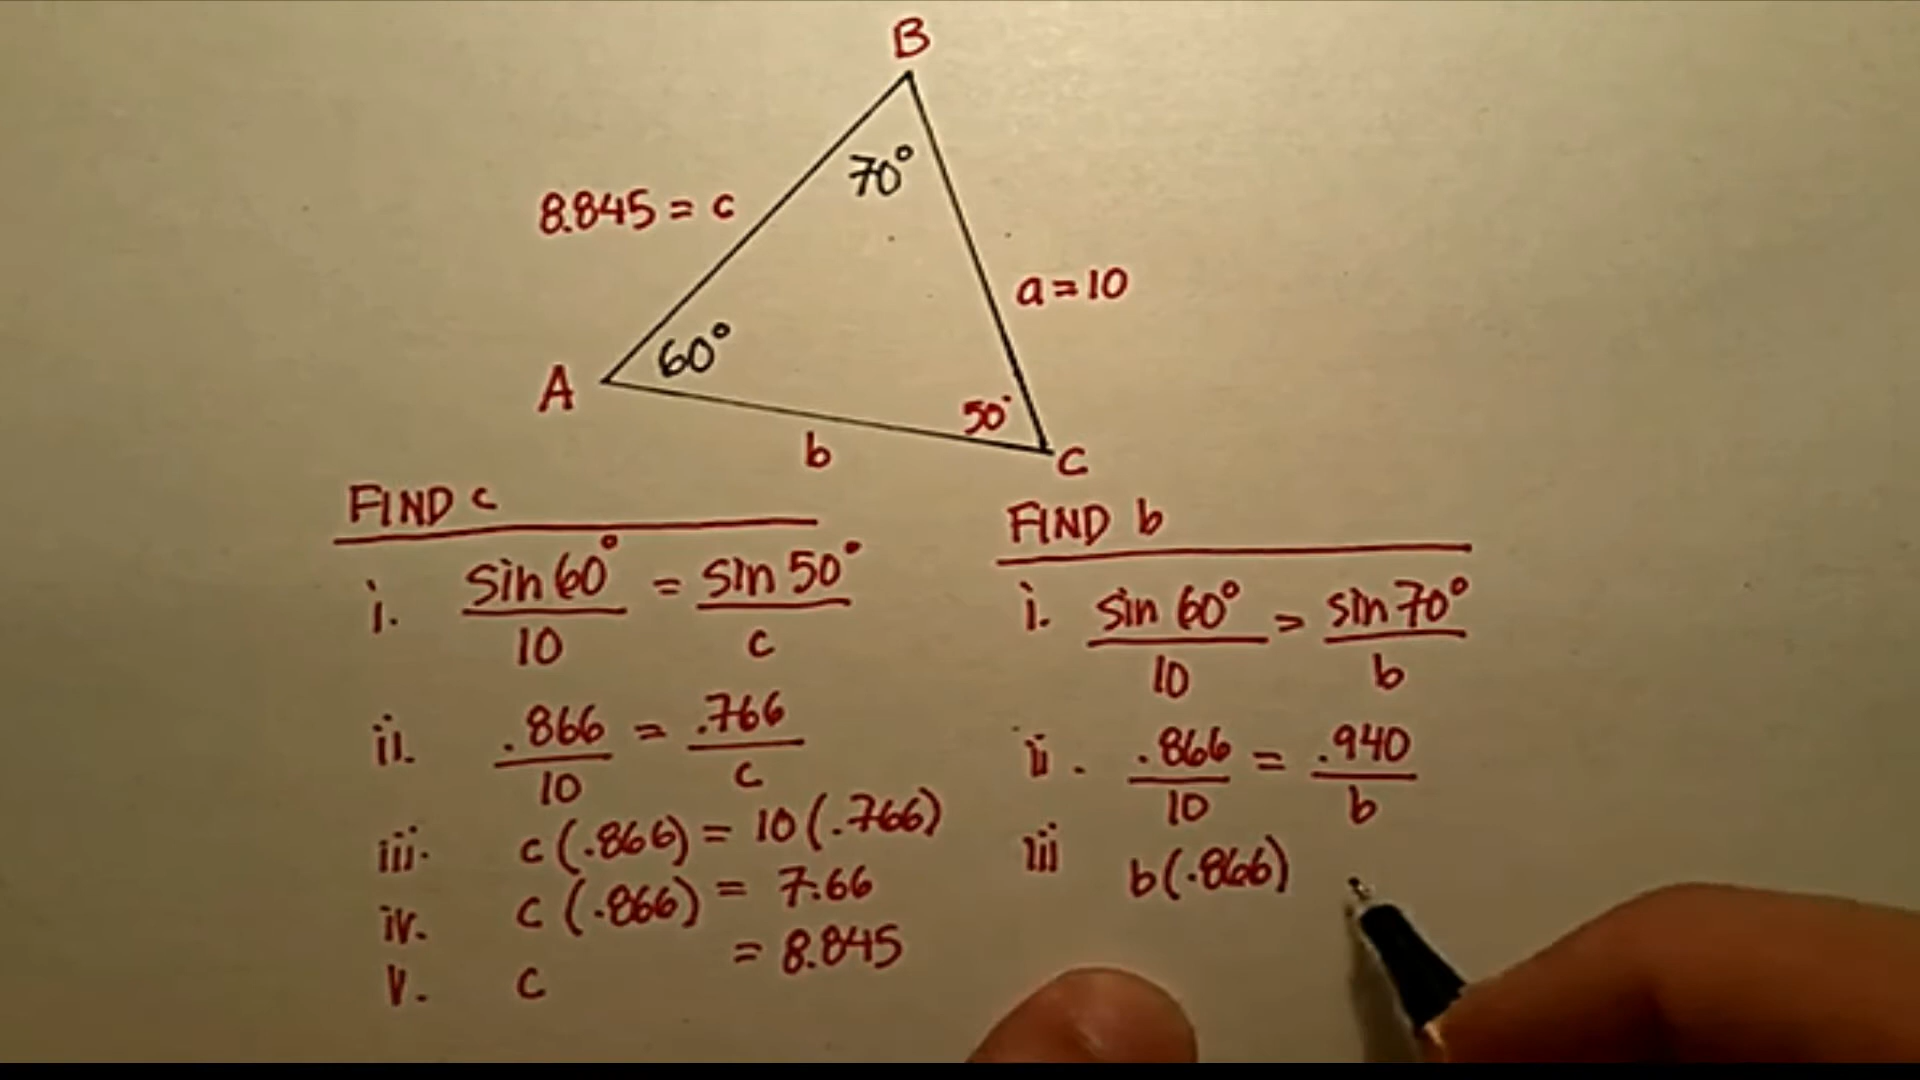 B
70°
8.845 = c
a = 10
60°
A
50°
b
C
FIND c
i. sin 60° / 10 = sin 50° / c
ii. .866 / 10 = .766 / c
iii. c (.866) = 10 (.766)
iv. c (.866) = 7.66
v. c = 8.845
FIND b
i. sin 60° / 10 = sin 70° / b
ii. .866 / 10 = .940 / b
iii b (.866)